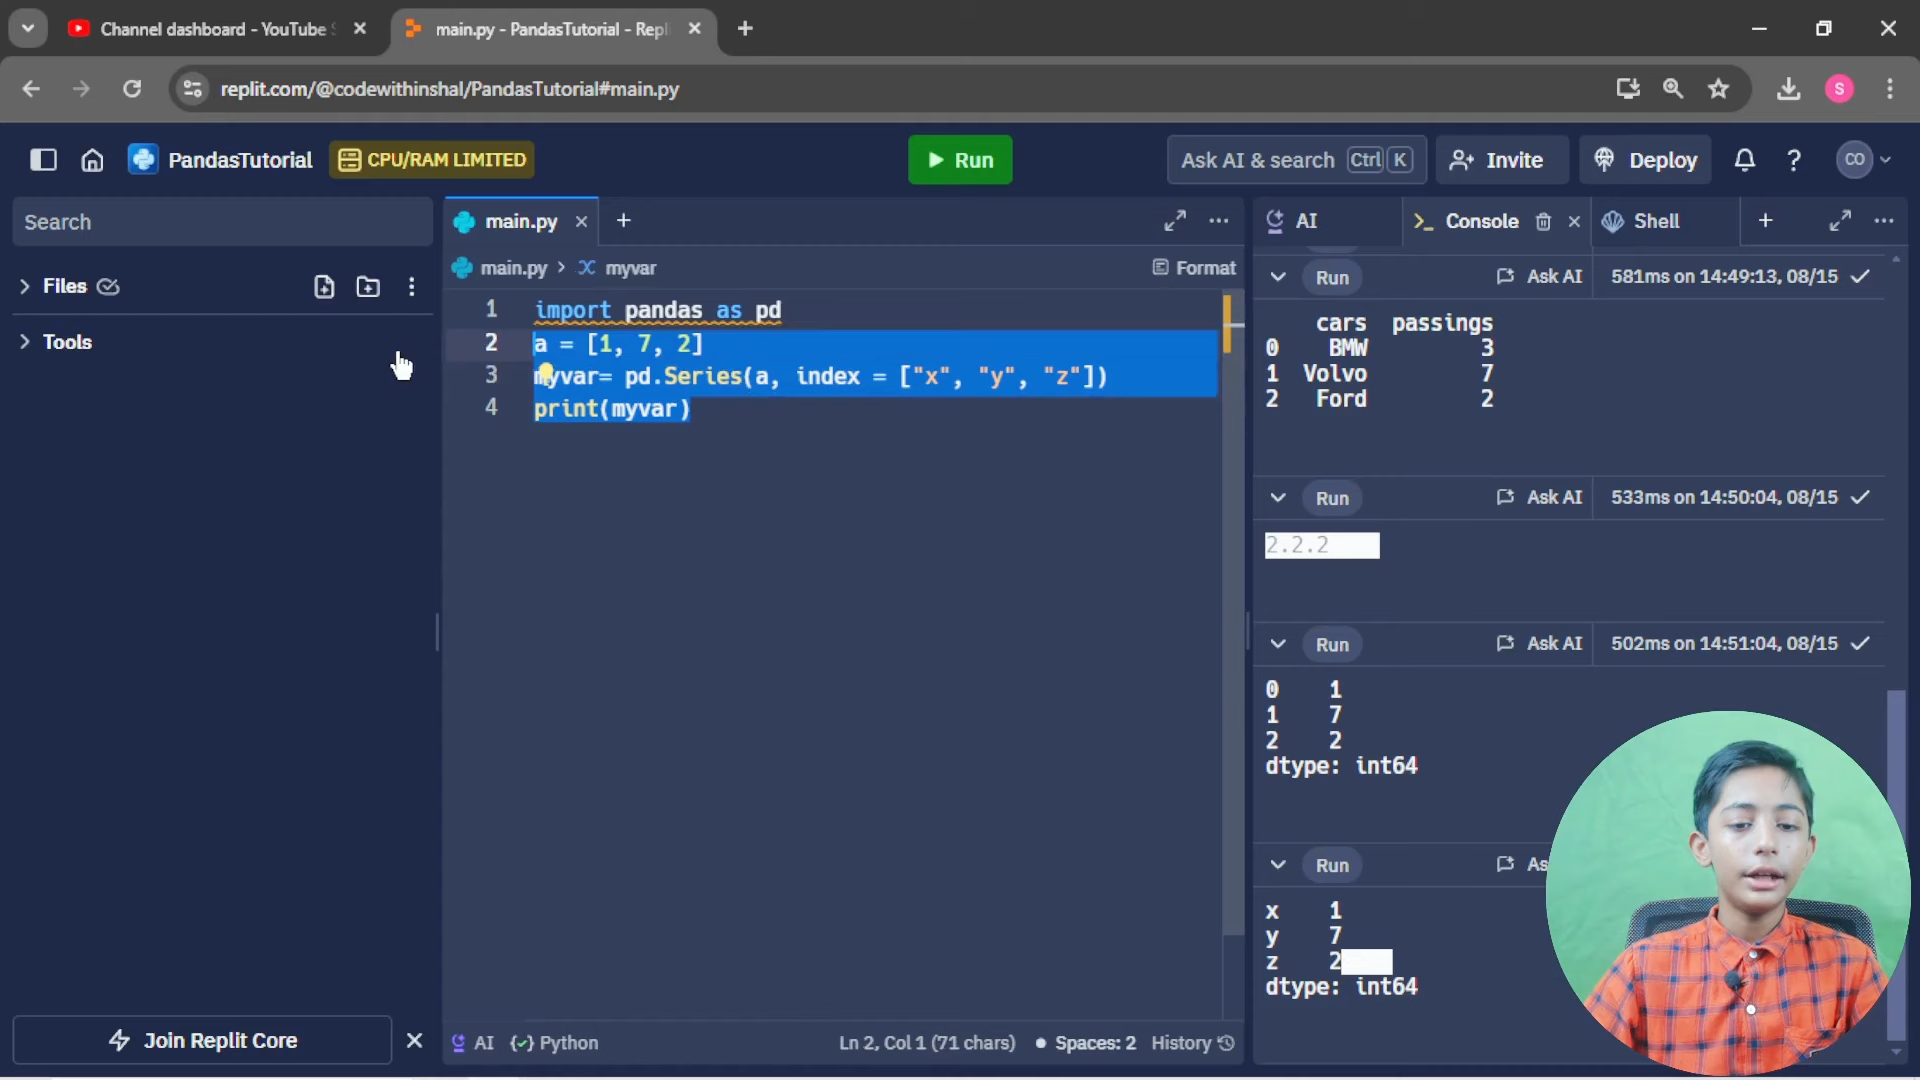 Channel dashboard - YouTube S
main.py - PandasTutorial - Repl
replit.com/@codewithinshal/PandasTutorial#main.py
S
PandasTutorial
CPU/RAM LIMITED
Run
Ask AI & search Ctrl K
Invite
Deploy
CO
Search
Files
Tools
Join Replit Core
main.py
main.py > myvar
Format
1 import pandas as pd
2 a = [1, 7, 2]
3 myvar= pd.Series(a, index = ["x", "y", "z"])
4 print(myvar)
AI
Python
Ln 2, Col 1 (71 chars)
Spaces: 2
History
AI
Console
Shell
Run Ask AI 581ms on 14:49:13, 08/15
cars passings
0 BMW 3
1 Volvo 7
2 Ford 2
Run Ask AI 533ms on 14:50:04, 08/15
2.2.2
Run Ask AI 502ms on 14:51:04, 08/15
0 1
1 7
2 2
dtype: int64
Run As
x 1
y 7
z 2
dtype: int64